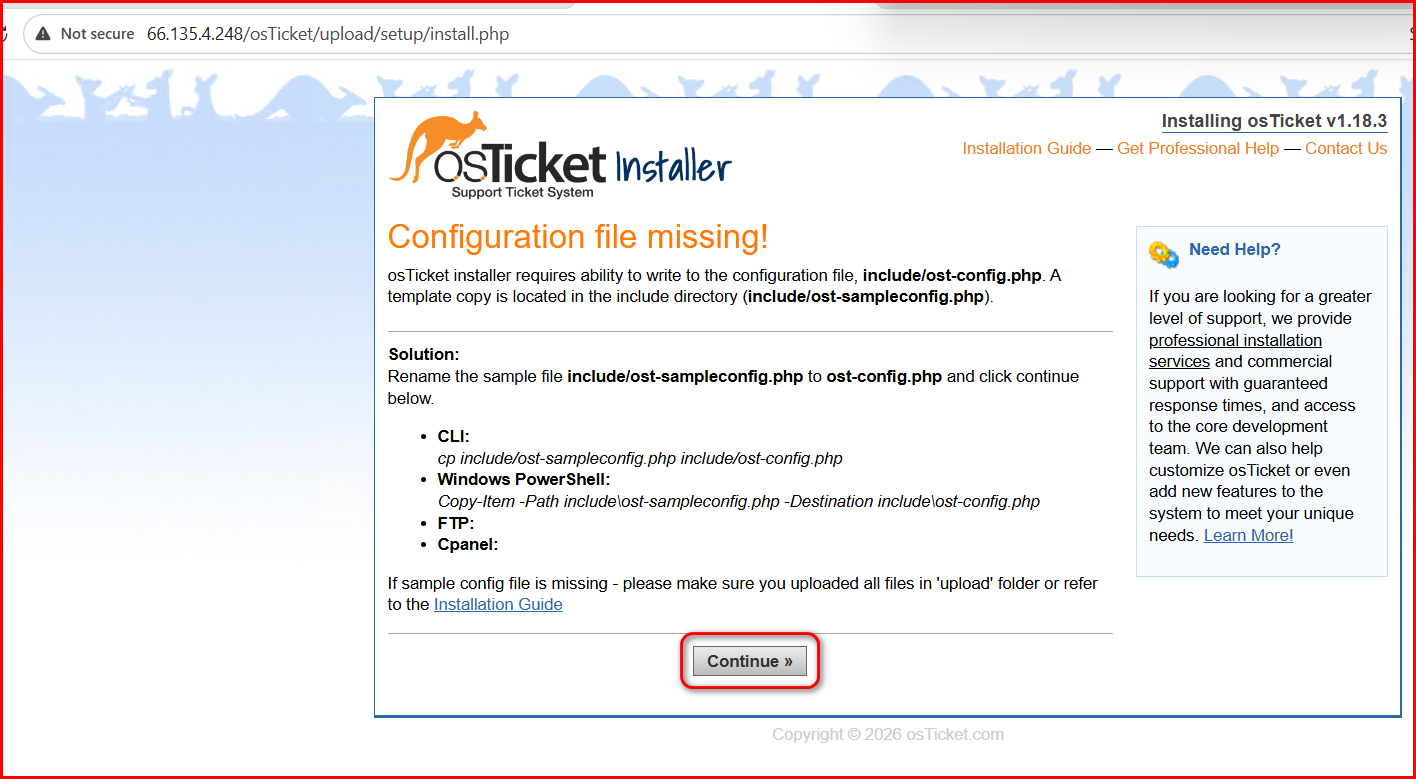 Not secure 66.135.4.248/osTicket/upload/setup/install.php
osTicket Installer
Support Ticket System
Installing osTicket v1.18.3
Installation Guide — Get Professional Help — Contact Us
Configuration file missing!
osTicket installer requires ability to write to the configuration file, include/ost-config.php. A
template copy is located in the include directory (include/ost-sampleconfig.php).
Solution:
Rename the sample file include/ost-sampleconfig.php to ost-config.php and click continue
below.
• CLI:
cp include/ost-sampleconfig.php include/ost-config.php
• Windows PowerShell:
Copy-Item -Path include\ost-sampleconfig.php -Destination include\ost-config.php
• FTP:
• Cpanel:
If sample config file is missing - please make sure you uploaded all files in 'upload' folder or refer
to the Installation Guide
Continue »
Need Help?
If you are looking for a greater
level of support, we provide
professional installation
services and commercial
support with guaranteed
response times, and access
to the core development
team. We can also help
customize osTicket or even
add new features to the
system to meet your unique
needs. Learn More!
Copyright © 2026 osTicket.com